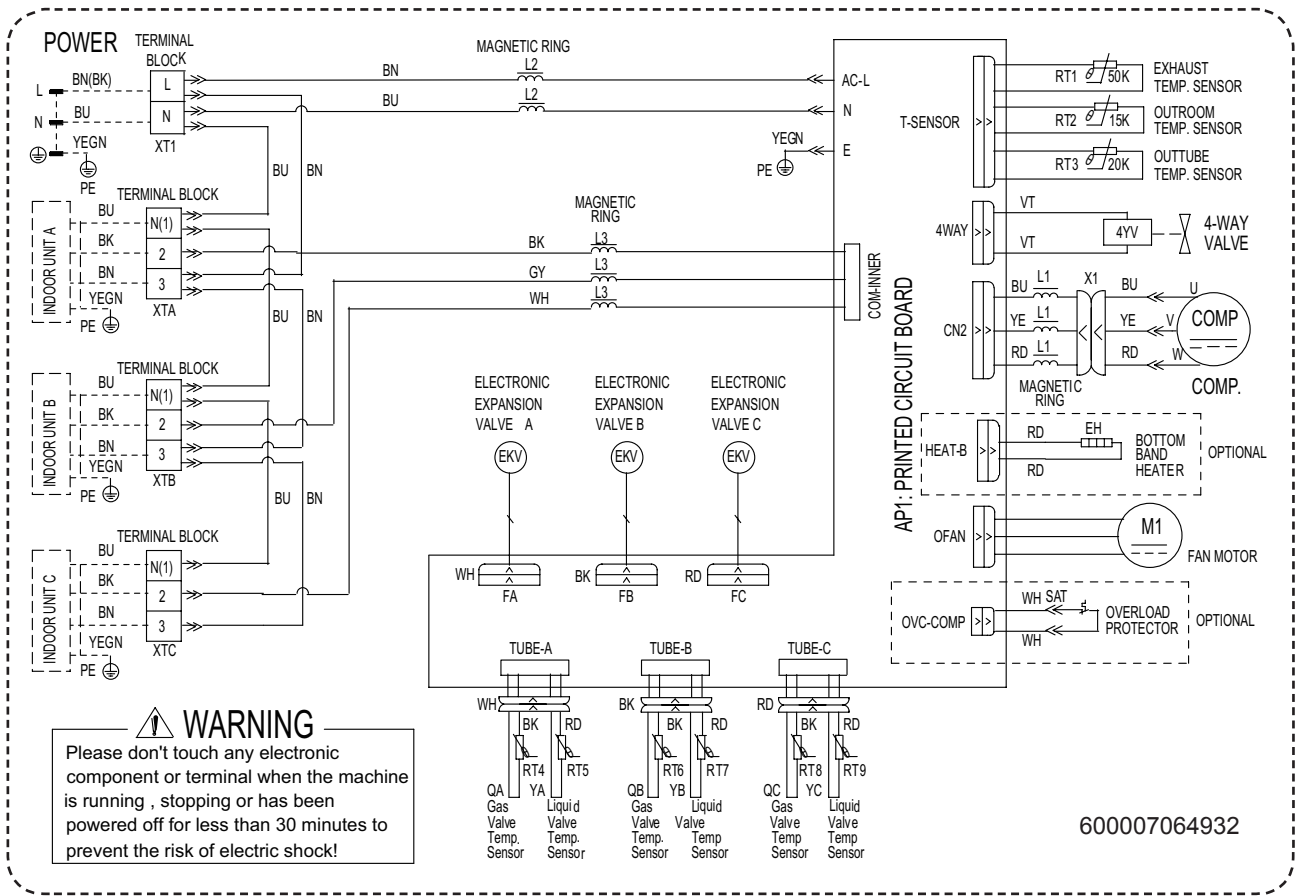 POWER
TERMINAL
BLOCK
L
BN(BK)
L
N
BU
N
YEGN
XT1
PE
BN
BU
MAGNETIC RING
L2
L2
AC-L
N
YEGN
E
PE
BU
BN
TERMINAL BLOCK
INDOOR UNIT A
BU
BK
BN
YEGN
PE
N(1)
2
3
XTA
BK
GY
WH
MAGNETIC
RING
L3
L3
L3
COM-INNER
BU
BN
TERMINAL BLOCK
INDOOR UNIT B
BU
BK
BN
YEGN
PE
N(1)
2
3
XTB
BU
BN
TERMINAL BLOCK
INDOOR UNIT C
BU
BK
BN
YEGN
PE
N(1)
2
3
XTC
ELECTRONIC
EXPANSION
VALVE A
EKV
WH
FA
ELECTRONIC
EXPANSION
VALVE B
EKV
BK
FB
ELECTRONIC
EXPANSION
VALVE C
EKV
RD
FC
AP1: PRINTED CIRCUIT BOARD
T-SENSOR
RT1
50K
EXHAUST
TEMP. SENSOR
RT2
15K
OUTROOM
TEMP. SENSOR
RT3
20K
OUTTUBE
TEMP. SENSOR
4WAY
VT
VT
4YV
4-WAY
VALVE
CN2
BU
L1
X1
BU
U
YE
L1
YE
V
RD
L1
RD
W
COMP
COMP.
MAGNETIC
RING
HEAT-B
RD
EH
RD
BOTTOM
BAND
HEATER
OPTIONAL
OFAN
M1
FAN MOTOR
OVC-COMP
WH
SAT
WH
OVERLOAD
PROTECTOR
OPTIONAL
TUBE-A
WH
BK
RD
RT4
RT5
QA
YA
Gas
Valve
Temp.
Sensor
Liquid
Valve
Temp.
Sensor
TUBE-B
BK
BK
RD
RT6
RT7
QB
YB
Gas
Valve
Temp.
Sensor
Liquid
Valve
Temp
Sensor
TUBE-C
RD
BK
RD
RT8
RT9
QC
YC
Gas
Valve
Temp
Sensor
Liquid
Valve
Temp
Sensor
WARNING
Please don't touch any electronic
component or terminal when the machine
is running , stopping or has been
powered off for less than 30 minutes to
prevent the risk of electric shock!
600007064932